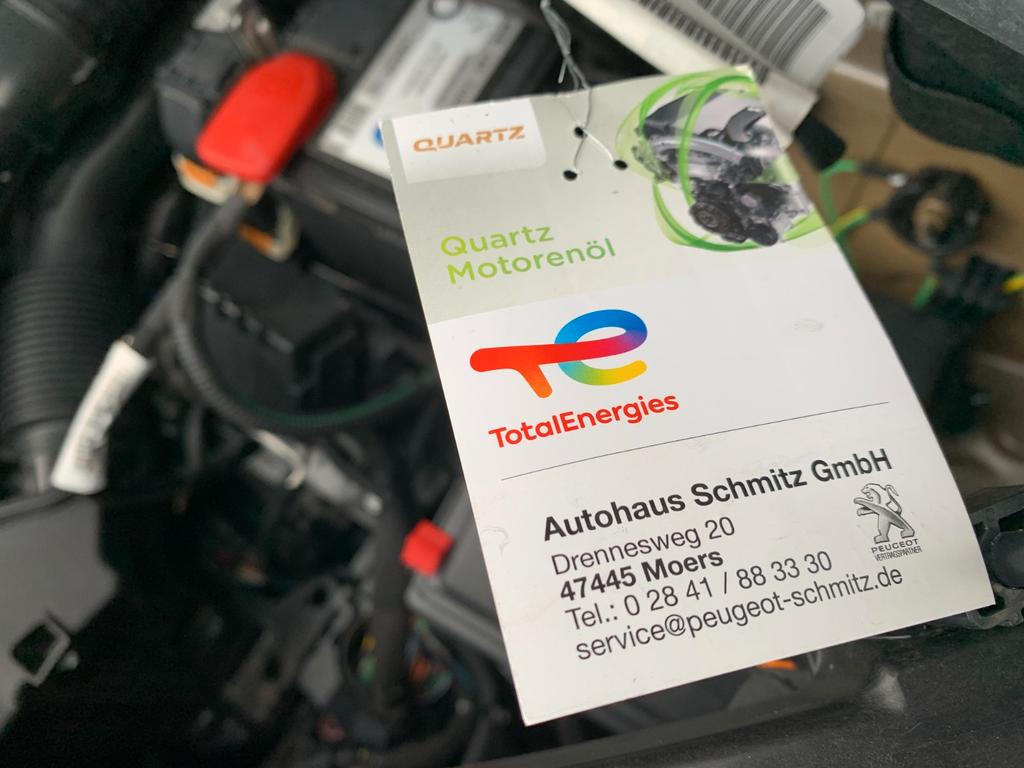 QUARTZ
Quartz
Motorenöl
TotalEnergies
Autohaus Schmitz GmbH
Drennesweg 20
47445 Moers
Tel.: 0 28 41 / 88 33 30
service@peugeot-schmitz.de
PEUGEOT
VERTRAGSPARTNER